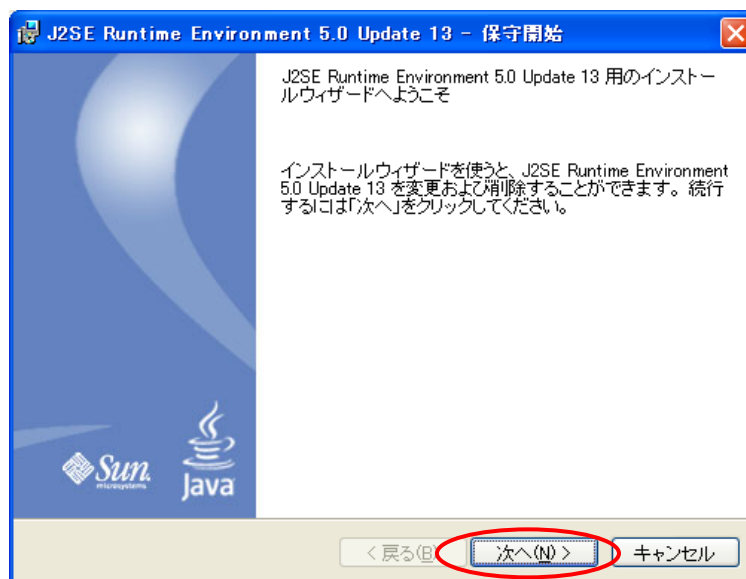 J2SE Runtime Environment 5.0 Update 13 - 保守開始
J2SE Runtime Environment 5.0 Update 13 用のインストー
ルウィザードへようこそ
インストールウィザードを使うと、J2SE Runtime Environment
5.0 Update 13 を変更および削除することができます。続行
するには「次へ」をクリックしてください。
Sun
microsystems
Java
< 戻る(B)
次へ(N) >
キャンセル